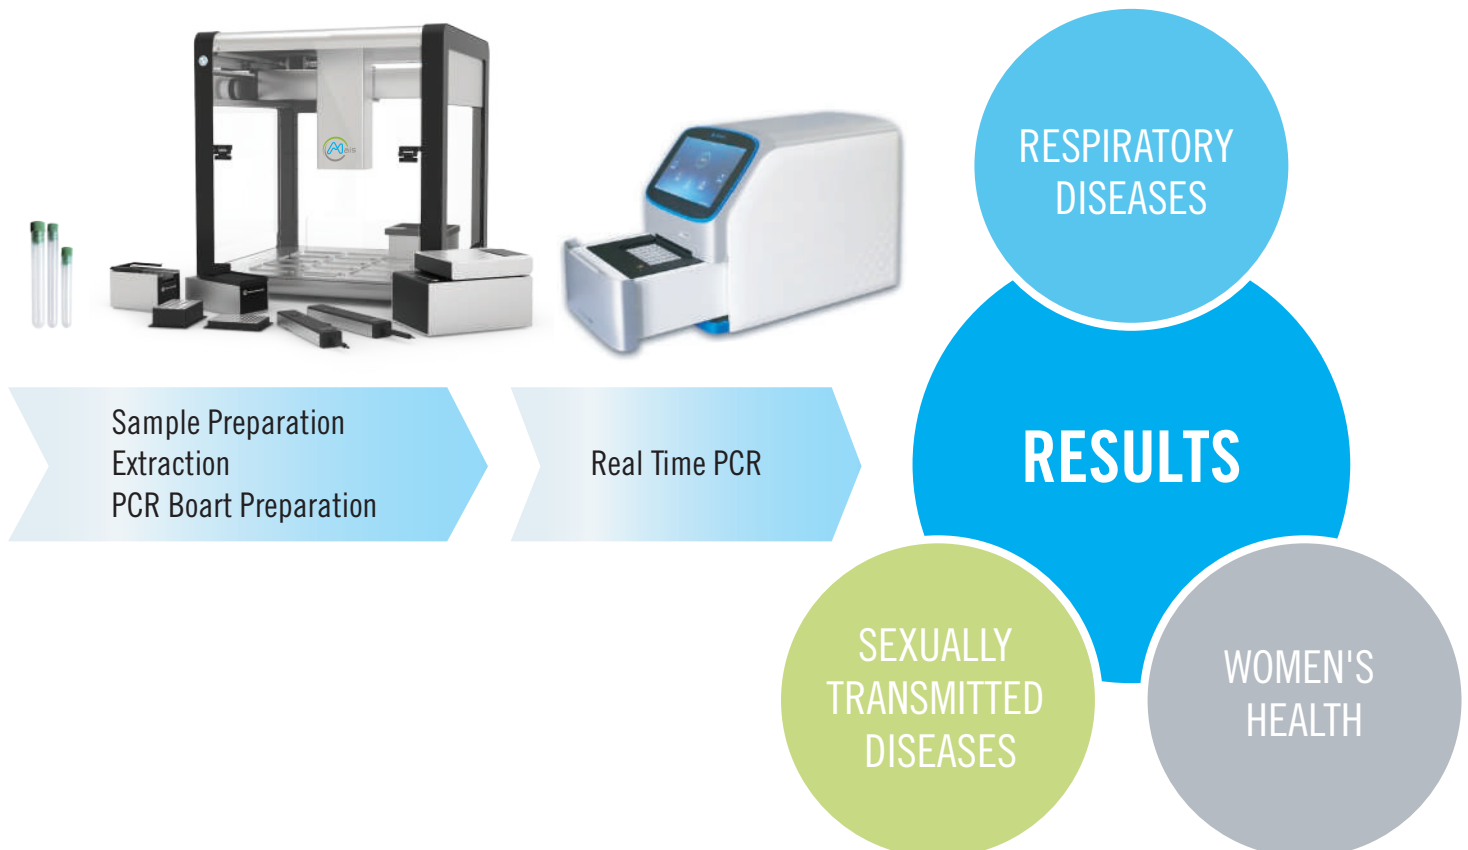 Sample Preparation
Extraction
PCR Boart Preparation
Real Time PCR
RESPIRATORY
DISEASES
RESULTS
SEXUALLY
TRANSMITTED
DISEASES
WOMEN'S
HEALTH